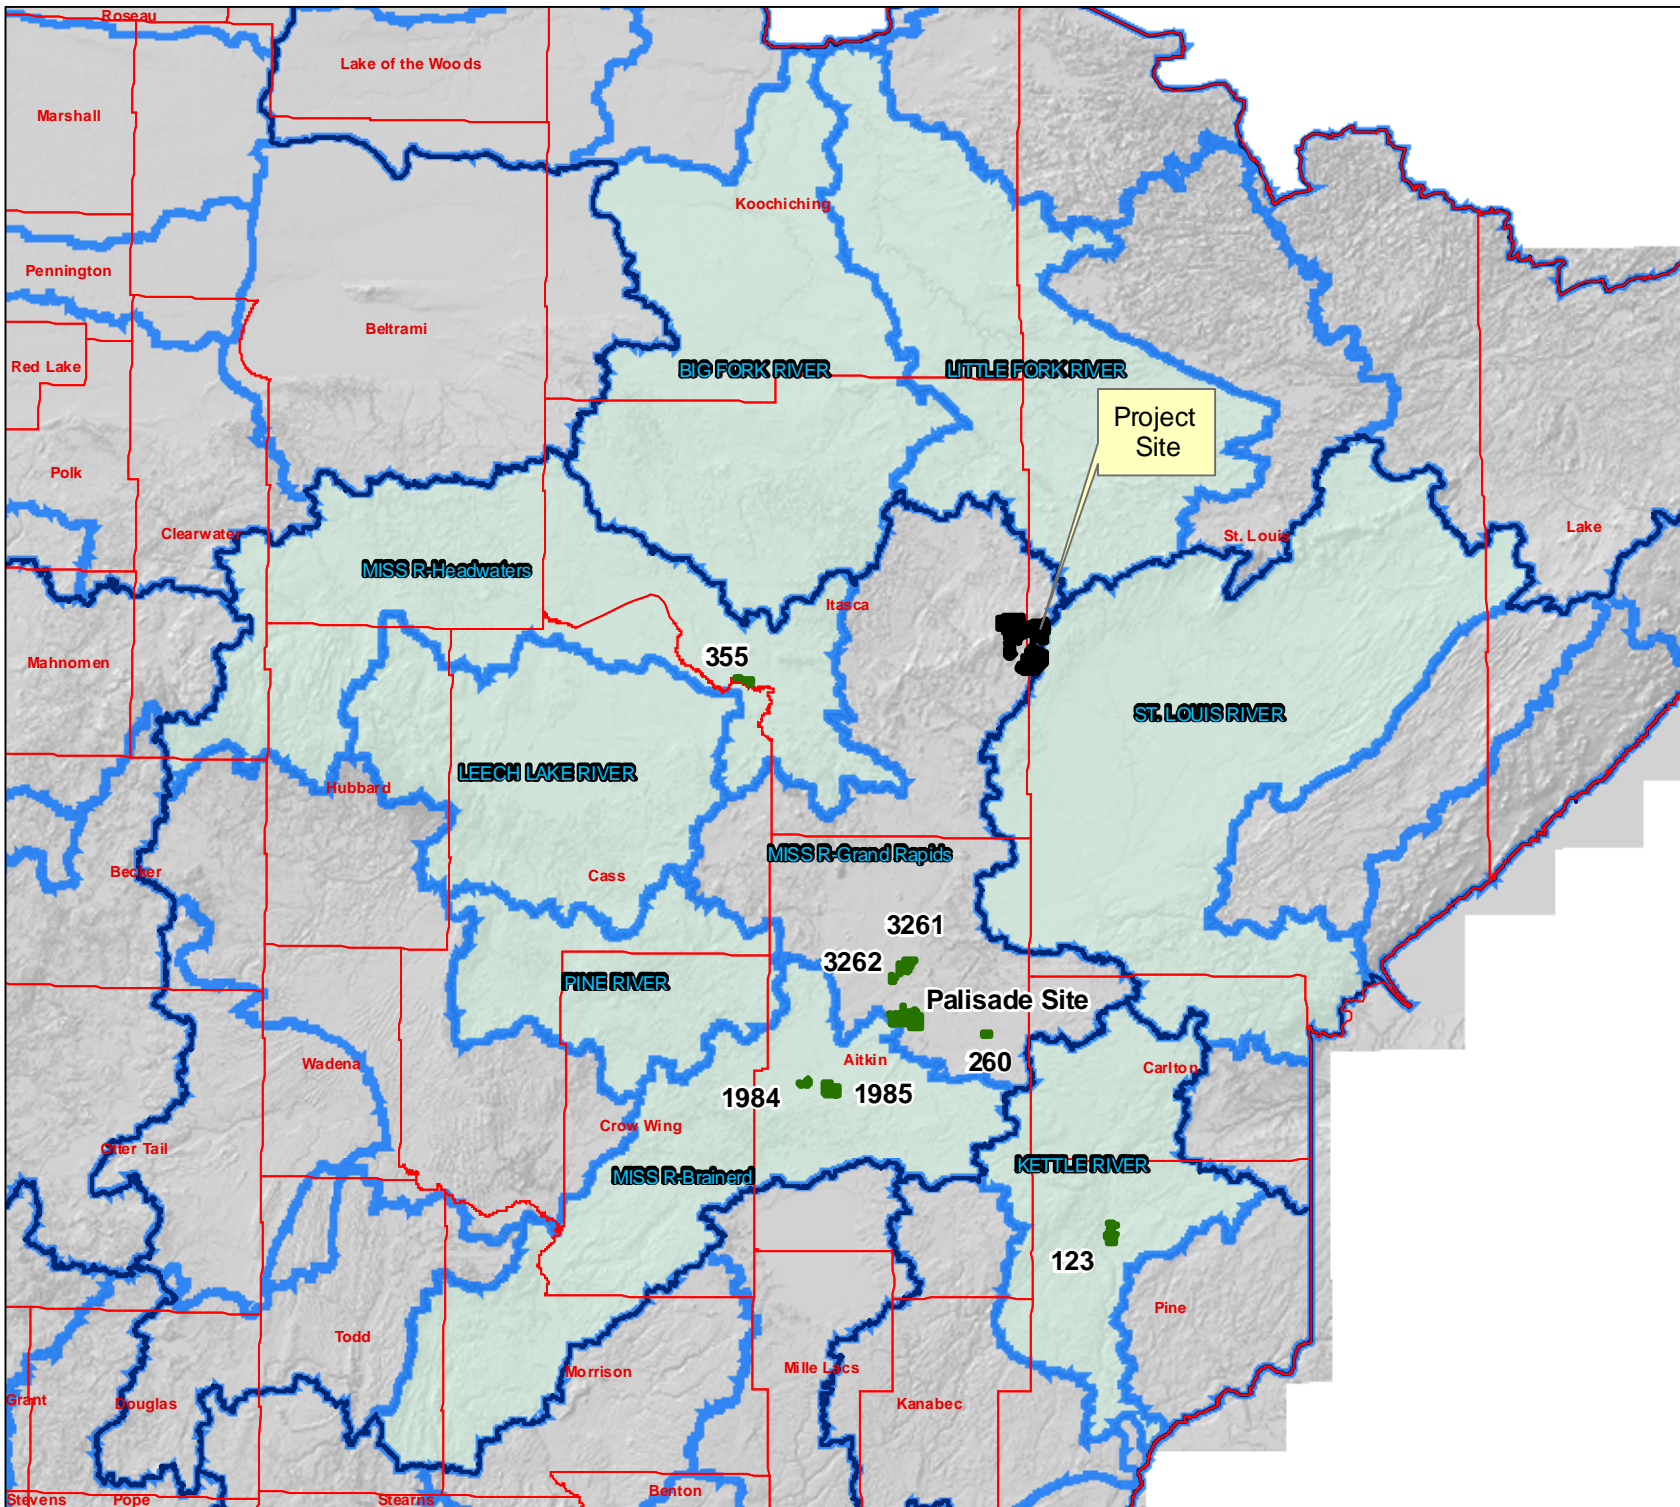 Roseau
Lake of the Woods
Marshall
Koochiching
Pennington
Beltrami
Red Lake
BIG FORK RIVER
LITTLE FORK RIVER
Project
Site
Polk
Clearwater
St. Louis
Lake
MISS R-Headwaters
Itasca
355
Mahnomen
ST. LOUIS RIVER
LEECH LAKE RIVER
Hubbard
MISS R-Grand Rapids
Becker
Cass
3261
3262
PINE RIVER
Palisade Site
Wadena
Aitkin
260
Carlton
1984
1985
Crow Wing
Otter Tail
KETTLE RIVER
MISS R-Brainerd
123
Pine
Todd
Morrison
Mille Lacs
Grant
Douglas
Kanabec
Benton
Stevens
Pope
Stearns